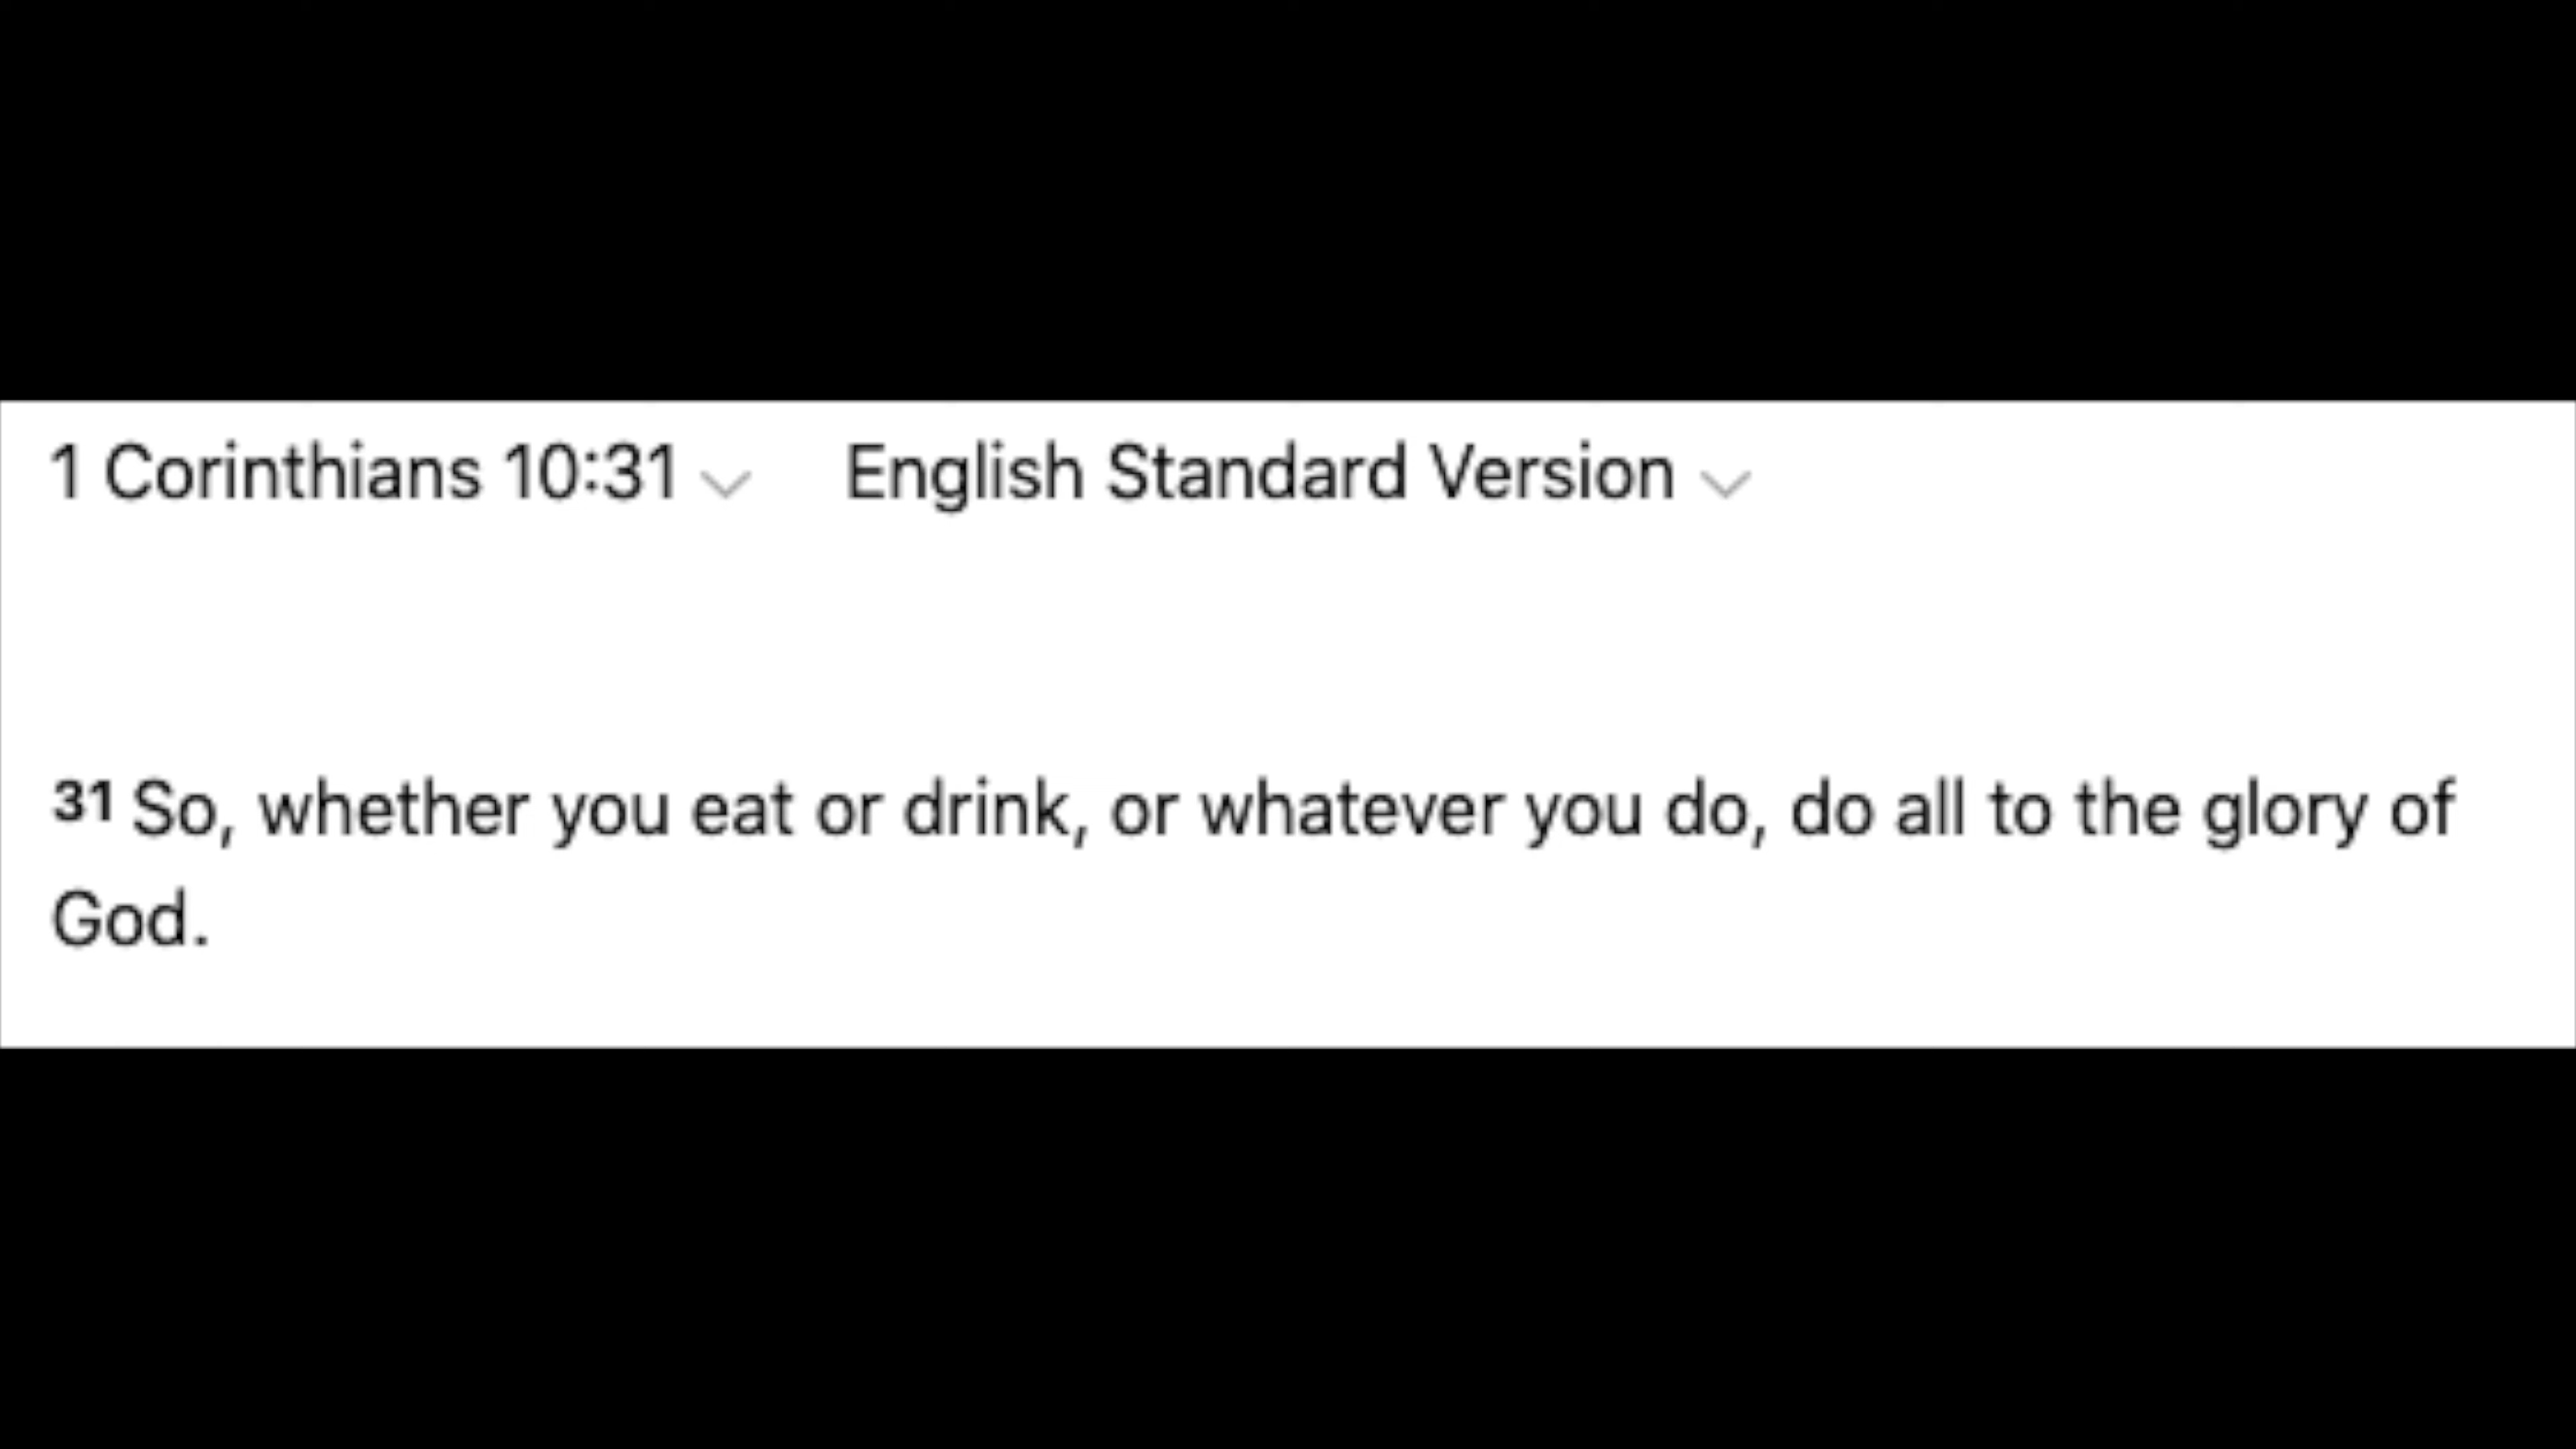 1 Corinthians 10:31 English Standard Version
31 So, whether you eat or drink, or whatever you do, do all to the glory of
God.